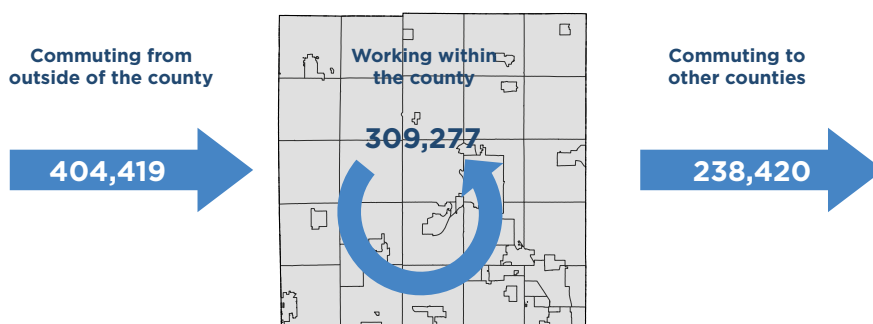 Commuting from
outside of the county
404,419
Working within
the county
309,277
Commuting to
other counties
238,420